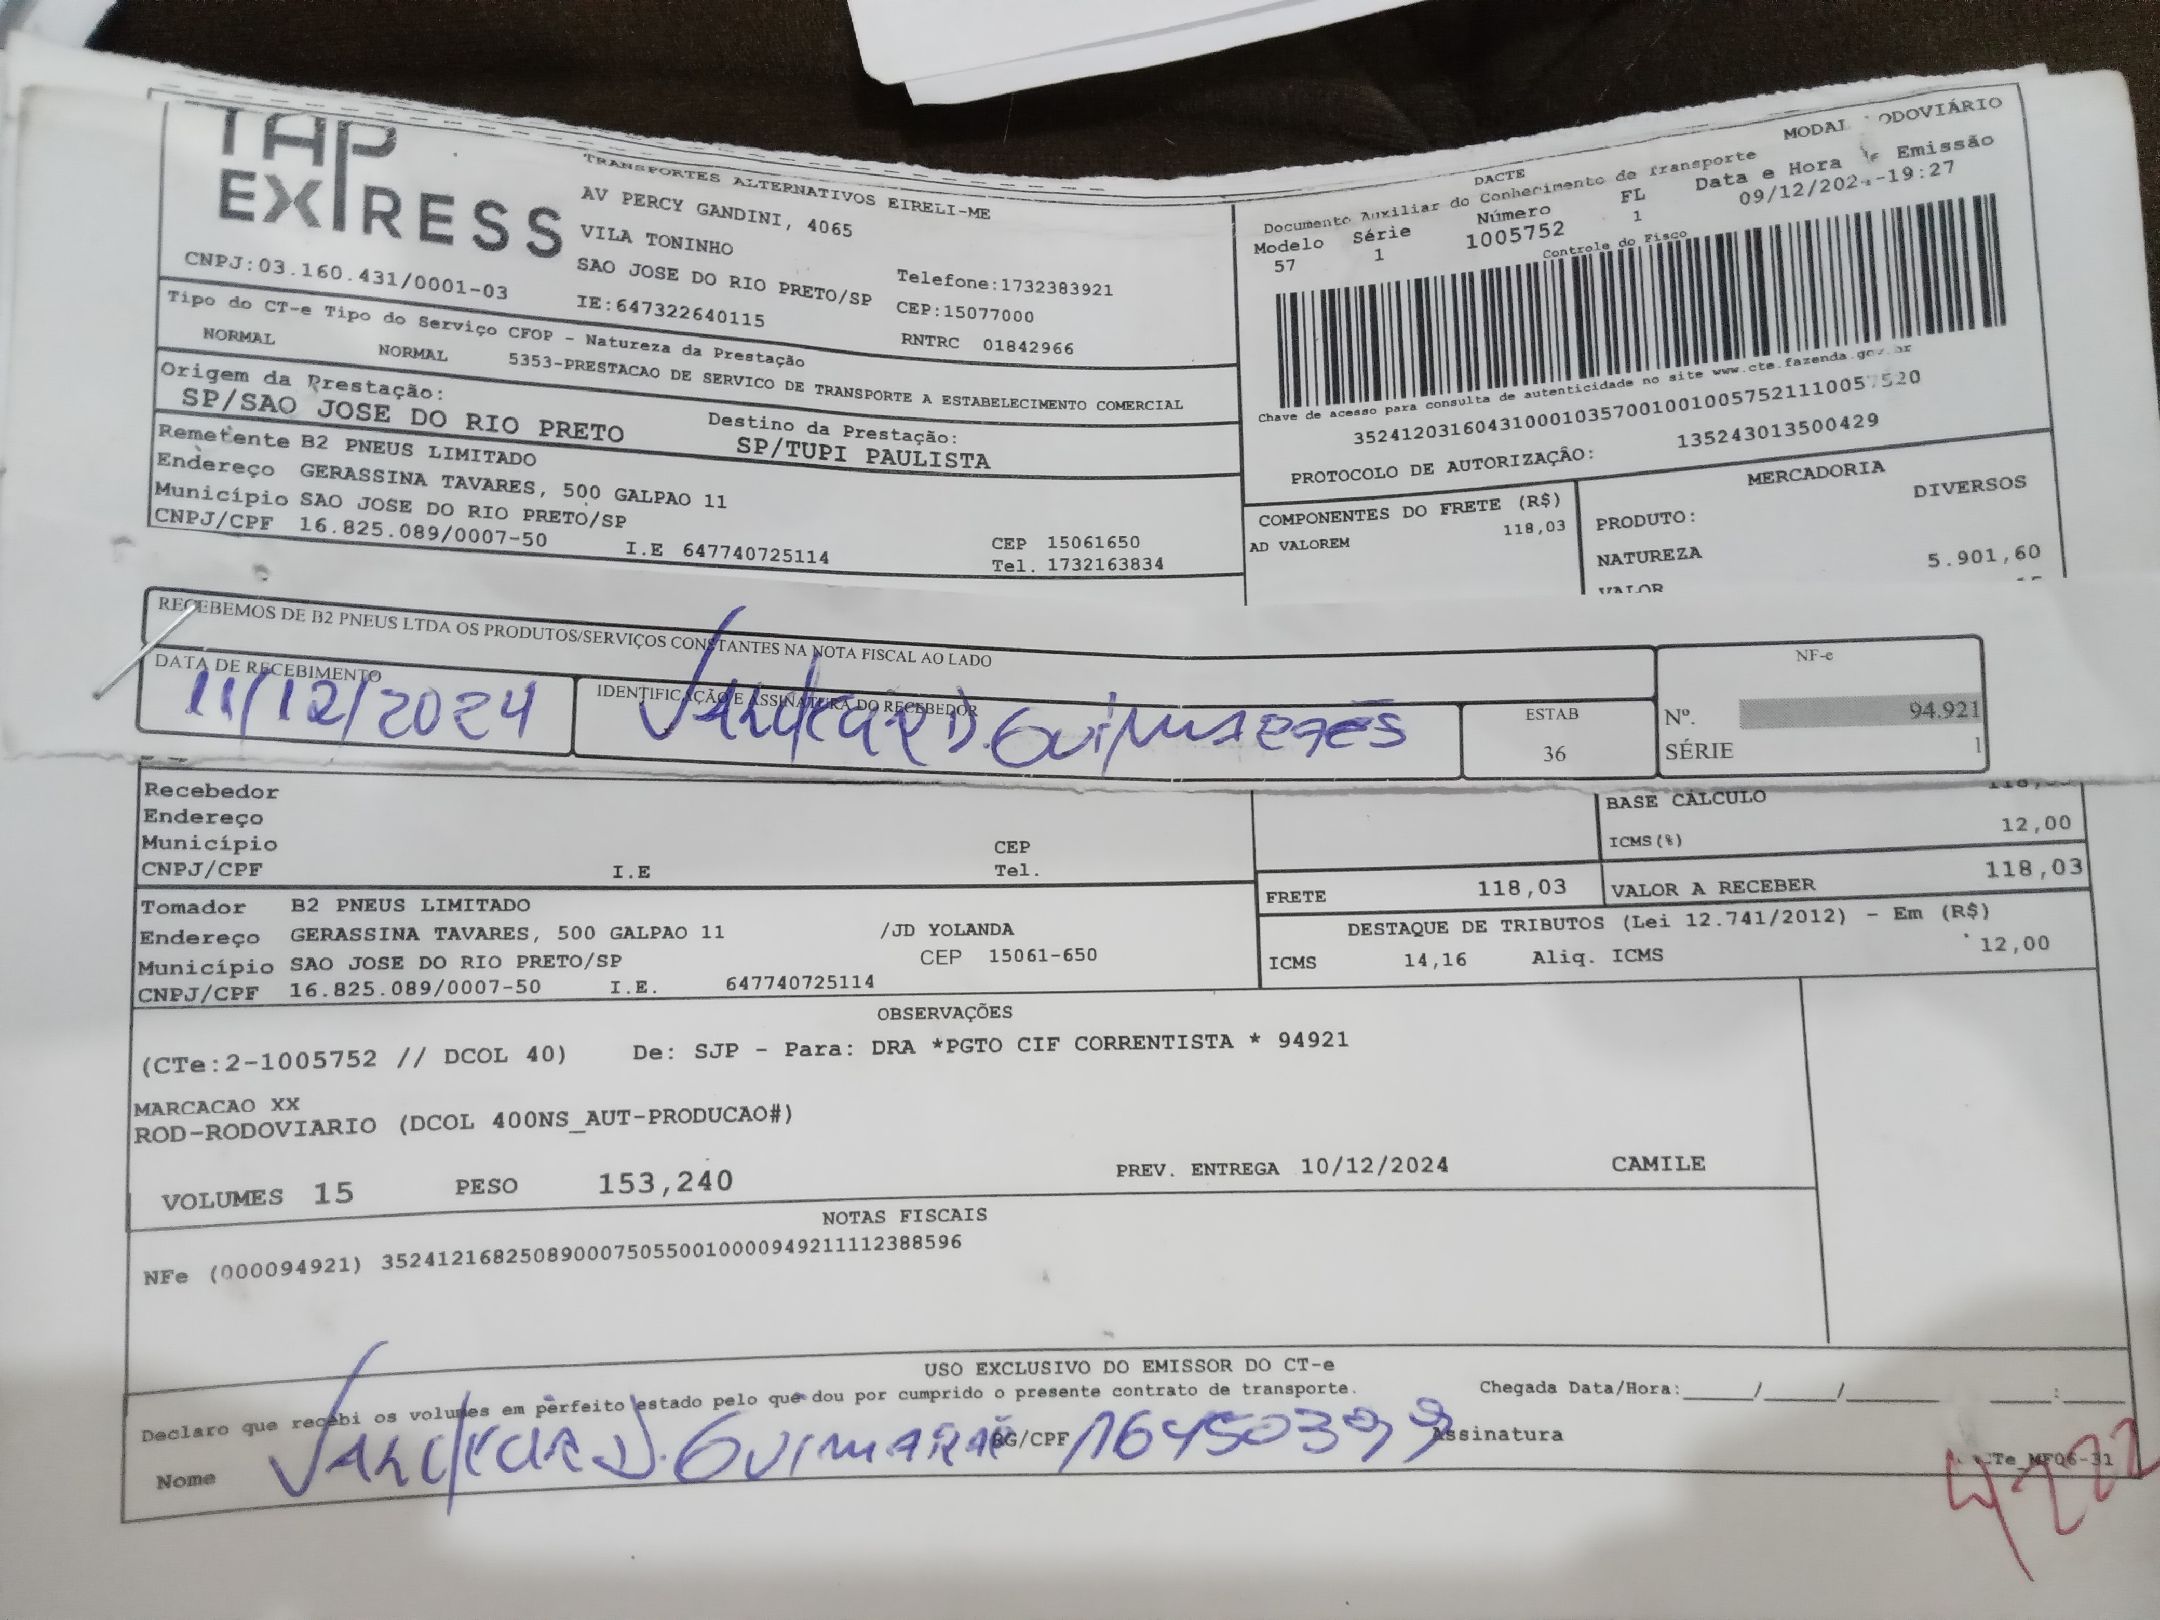 TAP
EXPRESS
TRANSPORTES ALTERNATIVOS EIRELI-ME
AV PERCY GANDINI, 4065
VILA TONINHO
SAO JOSE DO RIO PRETO/SP
Telefone:1732383921
CNPJ:03.160.431/0001-03
IE:647322640115
CEP:15077000
RNTRC 01842966
Tipo do CT-e Tipo do Serviço CFOP - Natureza da Prestação
NORMAL NORMAL 5353-PRESTACAO DE SERVICO DE TRANSPORTE A ESTABELECIMENTO COMERCIAL
Origem da Prestação:
SP/SAO JOSE DO RIO PRETO
Destino da Prestação:
SP/TUPI PAULISTA
Remetente B2 PNEUS LIMITADO
Endereço GERASSINA TAVARES, 500 GALPAO 11
Município SAO JOSE DO RIO PRETO/SP
CEP 15061650
CNPJ/CPF 16.825.089/0007-50 I.E 647740725114 Tel. 1732163834
DACTE
MODAL RODOVIÁRIO
Documento Auxiliar do Conhecimento de Transporte
Modelo Série Número FL Data e Hora de Emissão
57 1 1005752 1 09/12/2024-19:27
Controle do Fisco
Chave de acesso para consulta de autenticidade no site www.cte.fazenda.gov.br
PROTOCOLO DE AUTORIZAÇÃO: 135243013500429
COMPONENTES DO FRETE (R$)
AD VALOREM 118,03
MERCADORIA
PRODUTO: DIVERSOS
NATUREZA 5.901,60
VALOR
RECEBEMOS DE B2 PNEUS LTDA OS PRODUTOS/SERVIÇOS CONSTANTES NA NOTA FISCAL AO LADO
DATA DE RECEBIMENTO
11/12/2024
IDENTIFICAÇÃO E ASSINATURA DO RECEBEDOR
D. Guimarães
ESTAB
36
NF-e
Nº. 94.921
SÉRIE 1
Recebedor
Endereço
Município CEP
CNPJ/CPF I.E Tel.
BASE CALCULO
ICMS(%) 12,00
FRETE 118,03 VALOR A RECEBER 118,03
Tomador B2 PNEUS LIMITADO
Endereço GERASSINA TAVARES, 500 GALPAO 11 /JD YOLANDA
Município SAO JOSE DO RIO PRETO/SP CEP 15061-650
CNPJ/CPF 16.825.089/0007-50 I.E. 647740725114
DESTAQUE DE TRIBUTOS (Lei 12.741/2012) - Em (R$)
ICMS 14,16 Aliq. ICMS 12,00
OBSERVAÇÕES
(CTe:2-1005752 // DCOL 40) De: SJP - Para: DRA *PGTO CIF CORRENTISTA * 94921
MARCACAO XX
ROD-RODOVIARIO (DCOL 400NS_AUT-PRODUCAO#)
VOLUMES 15 PESO 153,240 PREV. ENTREGA 10/12/2024 CAMILE
NOTAS FISCAIS
NFe (000094921) 35241216825089000750550010000949211112388596
USO EXCLUSIVO DO EMISSOR DO CT-e
Declaro que recebi os volumes em perfeito estado pelo que dou por cumprido o presente contrato de transporte. Chegada Data/Hora:____/____/____ ____:____
Nome D. Guimarães RG/CPF Assinatura
MF06-31